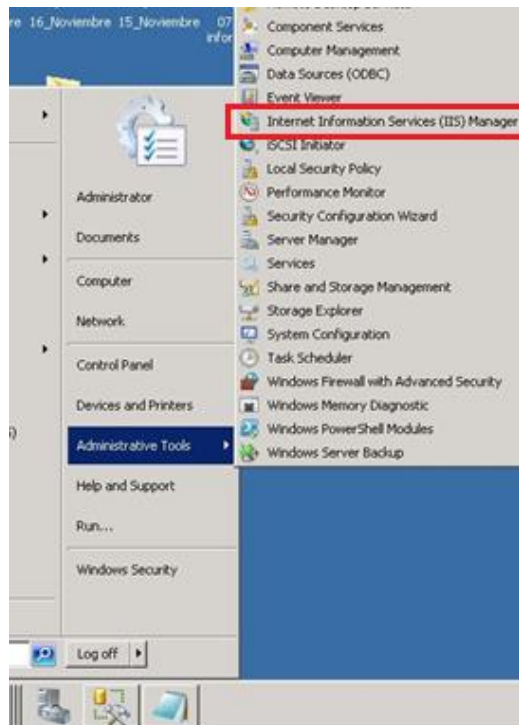 re 16_Noviembre 15_Noviembre 07
infor
Component Services
Computer Management
Data Sources (ODBC)
Event Viewer
Internet Information Services (IIS) Manager
iSCSI Initiator
Local Security Policy
Performance Monitor
Security Configuration Wizard
Server Manager
Services
Share and Storage Management
Storage Explorer
System Configuration
Task Scheduler
Windows Firewall with Advanced Security
Windows Memory Diagnostic
Windows PowerShell Modules
Windows Server Backup
Administrator
Documents
Computer
Network
Control Panel
Devices and Printers
Administrative Tools
Help and Support
Run...
Windows Security
Log off